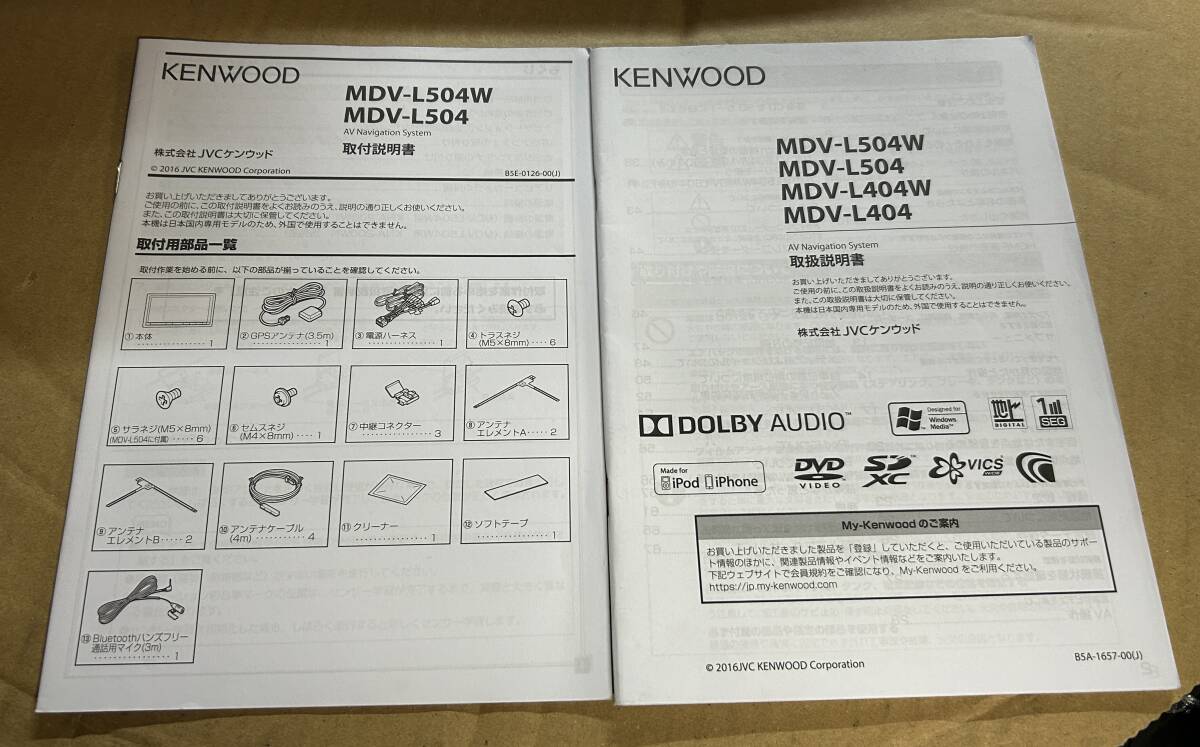 KENWOOD
MDV-L504W
MDV-L504
AV Navigation System
取付説明書
株式会社 JVCケンウッド
© 2016 JVC KENWOOD Corporation
B5E-0126-00(J)
お買い上げいただきましてありがとうございます。
ご使用の前に、この取付説明書をよくお読みのうえ、説明の通り正しくお使いください。
また、この取付説明書は大切に保管してください。
本機は日本国内専用モデルのため、外国で使用することはできません。
取付用部品一覧
取付作業を始める前に、以下の部品が揃っていることを確認してください。
①本体
1
②GPSアンテナ(3.5m)
1
③電源ハーネス
1
④トラスネジ
(M5×8mm)‥‥6
⑤サラネジ(M5×8mm)
(MDV-L504に付属)‥‥‥6
⑥セムスネジ
(M4×8mm)‥‥1
⑦中継コネクター
3
⑧アンテナ
エレメントA‥‥‥2
⑨アンテナ
エレメントB‥‥‥2
⑩アンテナケーブル
(4m)‥‥‥‥‥4
⑪クリーナー
1
⑫ソフトテープ
1
⑬Bluetoothハンズフリー
通話用マイク(3m)
1
1
KENWOOD
MDV-L504W
MDV-L504
MDV-L404W
MDV-L404
AV Navigation System
取扱説明書
お買い上げいただきましてありがとうございます。
ご使用の前に、この取扱説明書をよくお読みのうえ、説明の通り正しくお使いください。
また、この取扱説明書は大切に保管してください。
本機は日本国内専用モデルのため、外国で使用することはできません。
株式会社 JVCケンウッド
DOLBY AUDIO™
Designed for
Windows
Media™
地デジ
DIGITAL
1
SEG
Made for
iPod iPhone
DVD
VIDEO
SD
XC
VICS
WIDE
My-Kenwood のご案内
お買い上げいただきました製品を「登録」していただくと、ご使用いただいている製品のサポー
ト情報のほかに、関連製品情報やイベント情報などをご案内いたします。
下記ウェブサイトで会員規約をご確認になり、My-Kenwood をご利用ください。
https://jp.my-kenwood.com
© 2016JVC KENWOOD Corporation
B5A-1657-00(J)